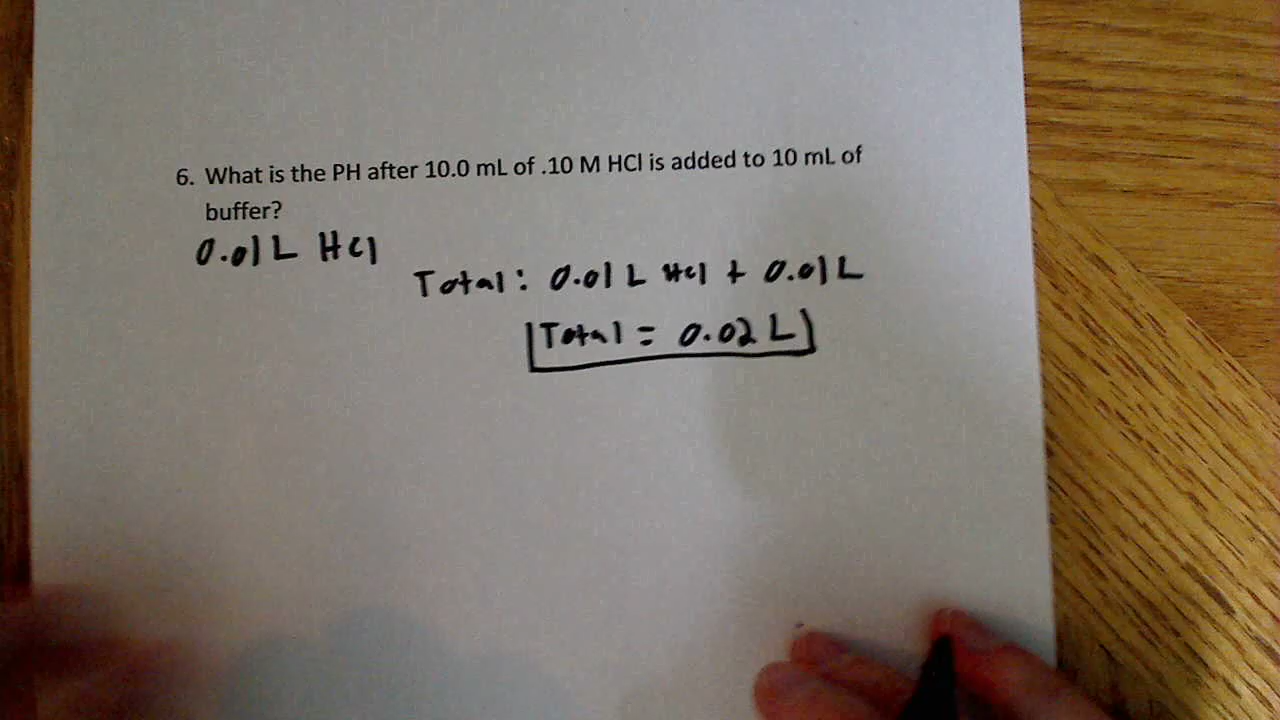 6. What is the PH after 10.0 mL of .10 M HCl is added to 10 mL of
buffer?
0.01 L HCl
Total: 0.01 L HCl + 0.01 L
Total = 0.02 L